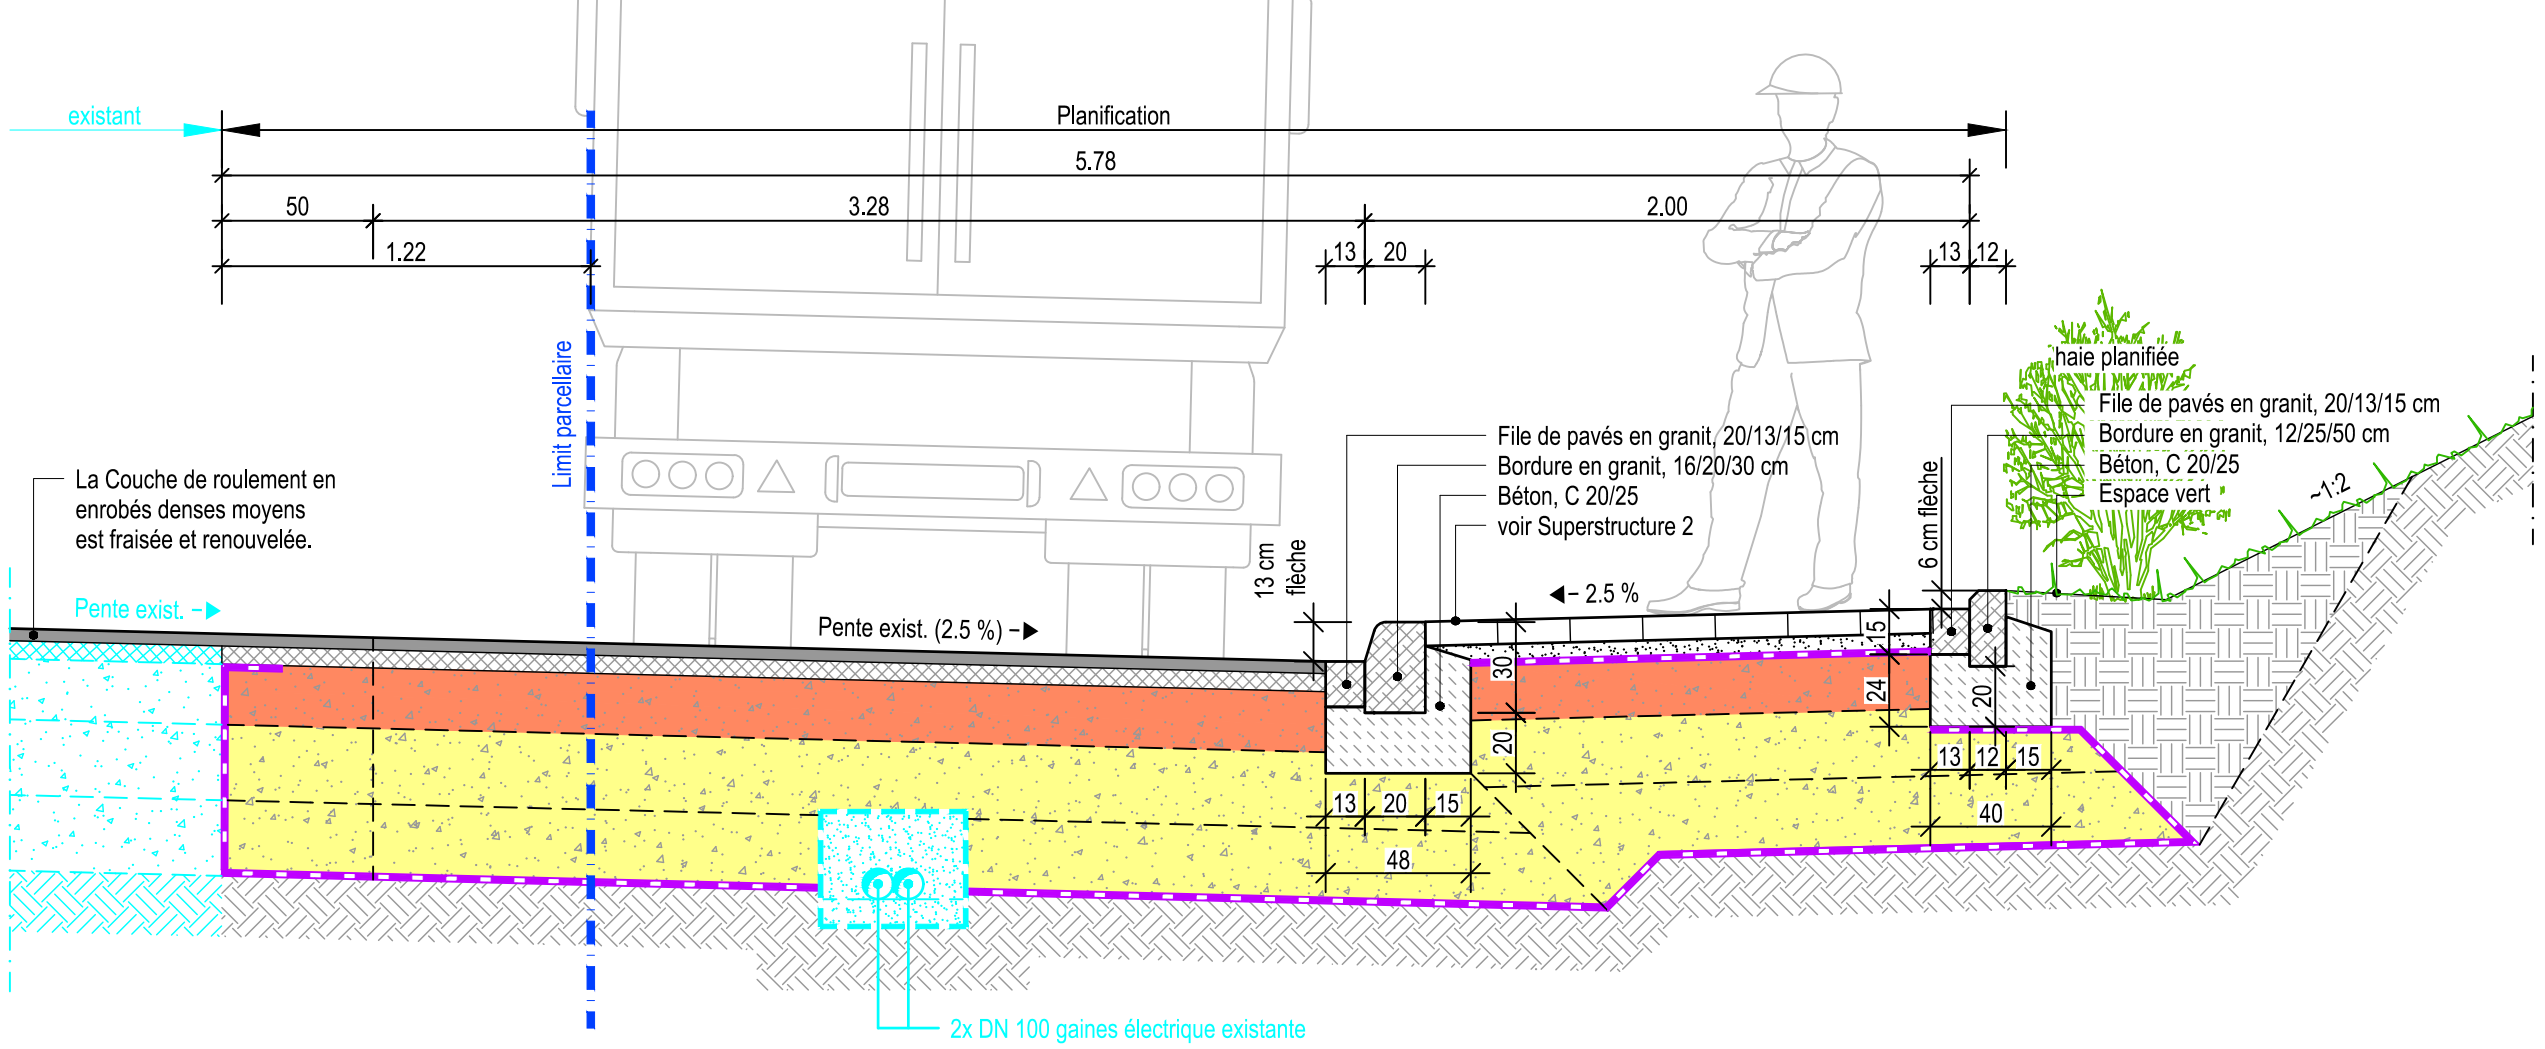 existant
Planification
5.78
50
3.28
2.00
1.22
13
20
13
12
Limit parcellaire
haie planifiée
File de pavés en granit, 20/13/15 cm
Bordure en granit, 12/25/50 cm
Béton, C 20/25
Espace vert
~1:2
6 cm flèche
File de pavés en granit, 20/13/15 cm
Bordure en granit, 16/20/30 cm
Béton, C 20/25
voir Superstructure 2
La Couche de roulement en
enrobés denses moyens
est fraisée et renouvelée.
13 cm
flèche
2.5 %
Pente exist.
Pente exist. (2.5 %)
15
30
24
20
20
13
12
15
40
13
20
15
48
2x DN 100 gaines électrique existante